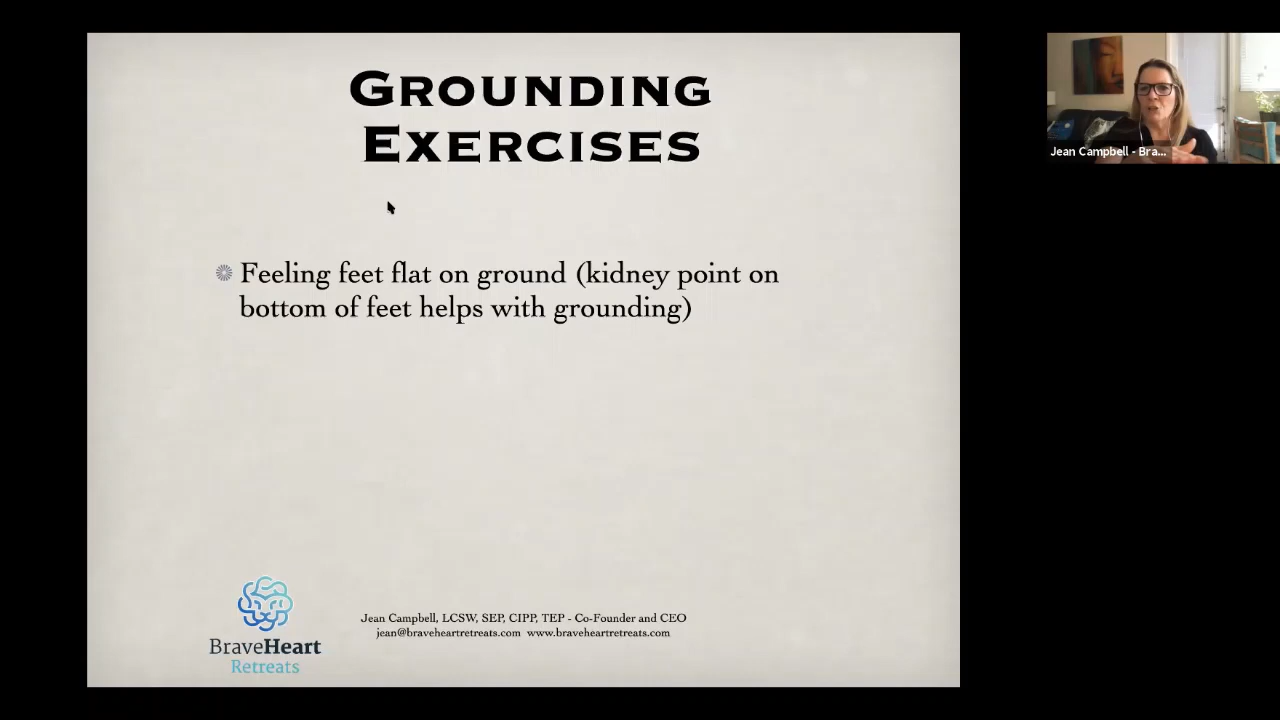 GROUNDING
EXERCISES
Feeling feet flat on ground (kidney point on
bottom of feet helps with grounding)
Jean Campbell, LCSW, SEP, CIPP, TEP - Co-Founder and CEO
jean@braveheartretreats.com www.braveheartretreats.com
BraveHeart
Retreats
Jean Campbell - Bra...